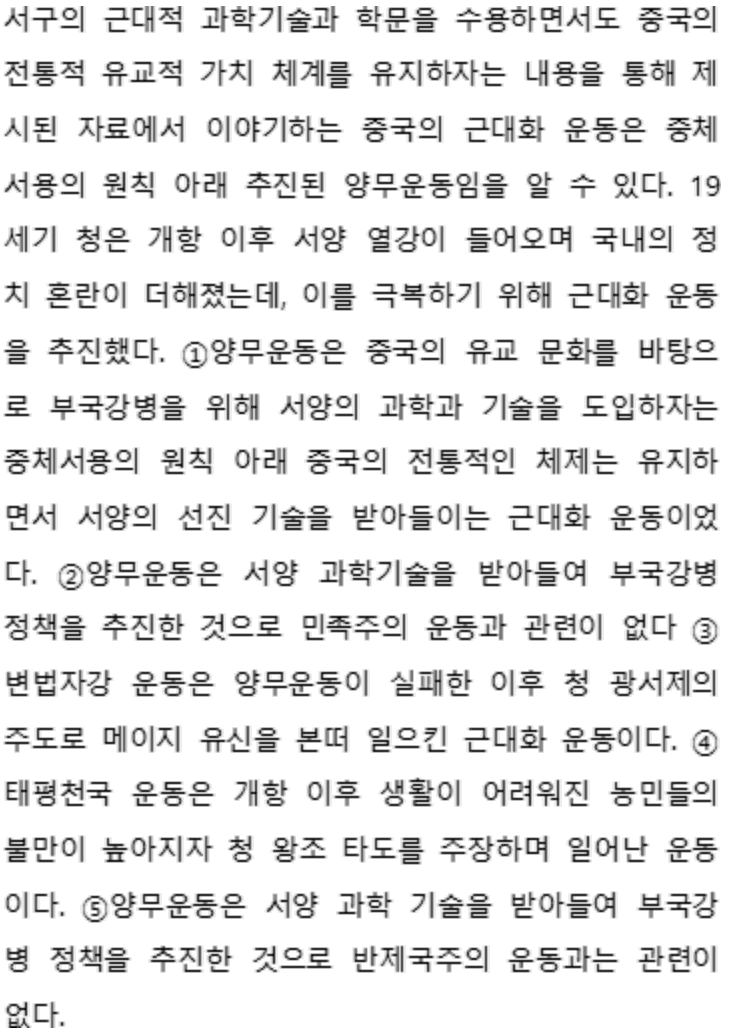 서구의 근대적 과학기술과 학문을 수용하면서도 중국의
전통적 유교적 가치 체계를 유지하자는 내용을 통해 제
시된 자료에서 이야기하는 중국의 근대화 운동은 중체
서용의 원칙 아래 추진된 양무운동임을 알 수 있다. 19
세기 청은 개항 이후 서양 열강이 들어오며 국내의 정
치 혼란이 더해졌는데, 이를 극복하기 위해 근대화 운동
을 추진했다. ①양무운동은 중국의 유교 문화를 바탕으
로 부국강병을 위해 서양의 과학과 기술을 도입하자는
중체서용의 원칙 아래 중국의 전통적인 체제는 유지하
면서 서양의 선진 기술을 받아들이는 근대화 운동이었
다. ②양무운동은 서양 과학기술을 받아들여 부국강병
정책을 추진한 것으로 민족주의 운동과 관련이 없다 ③
변법자강 운동은 양무운동이 실패한 이후 청 광서제의
주도로 메이지 유신을 본떠 일으킨 근대화 운동이다. ④
태평천국 운동은 개항 이후 생활이 어려워진 농민들의
불만이 높아지자 청 왕조 타도를 주장하며 일어난 운동
이다. ⑤양무운동은 서양 과학 기술을 받아들여 부국강
병 정책을 추진한 것으로 반제국주의 운동과는 관련이
없다.